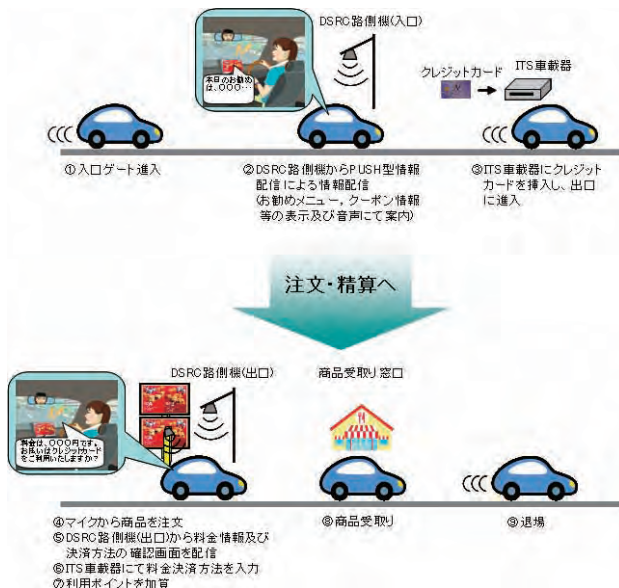 DSRC路側機(入口)
本日のお勧め
は、〇〇〇・・・
クレジットカード
ITS車載器
①入口ゲート進入
②DSRC路側機からPUSH型情報
配信による情報配信
(お勧めメニュー，クーポン情報
等の表示及び音声にて案内)
③ITS車載器にクレジット
カードを挿入し、出口
に進入
注文・精算へ
DSRC路側機(出口)
商品受取り窓口
料金は、〇〇〇円です。
お払いはクレジットカード
をご利用いたしますか？
④マイクから商品を注文
⑤DSRC路側機(出口)から料金情報及び
決済方法の確認画面を配信
⑥ITS車載器にて料金決済方法を入力
⑦利用ポイントを加算
⑧商品受取り
⑨退場